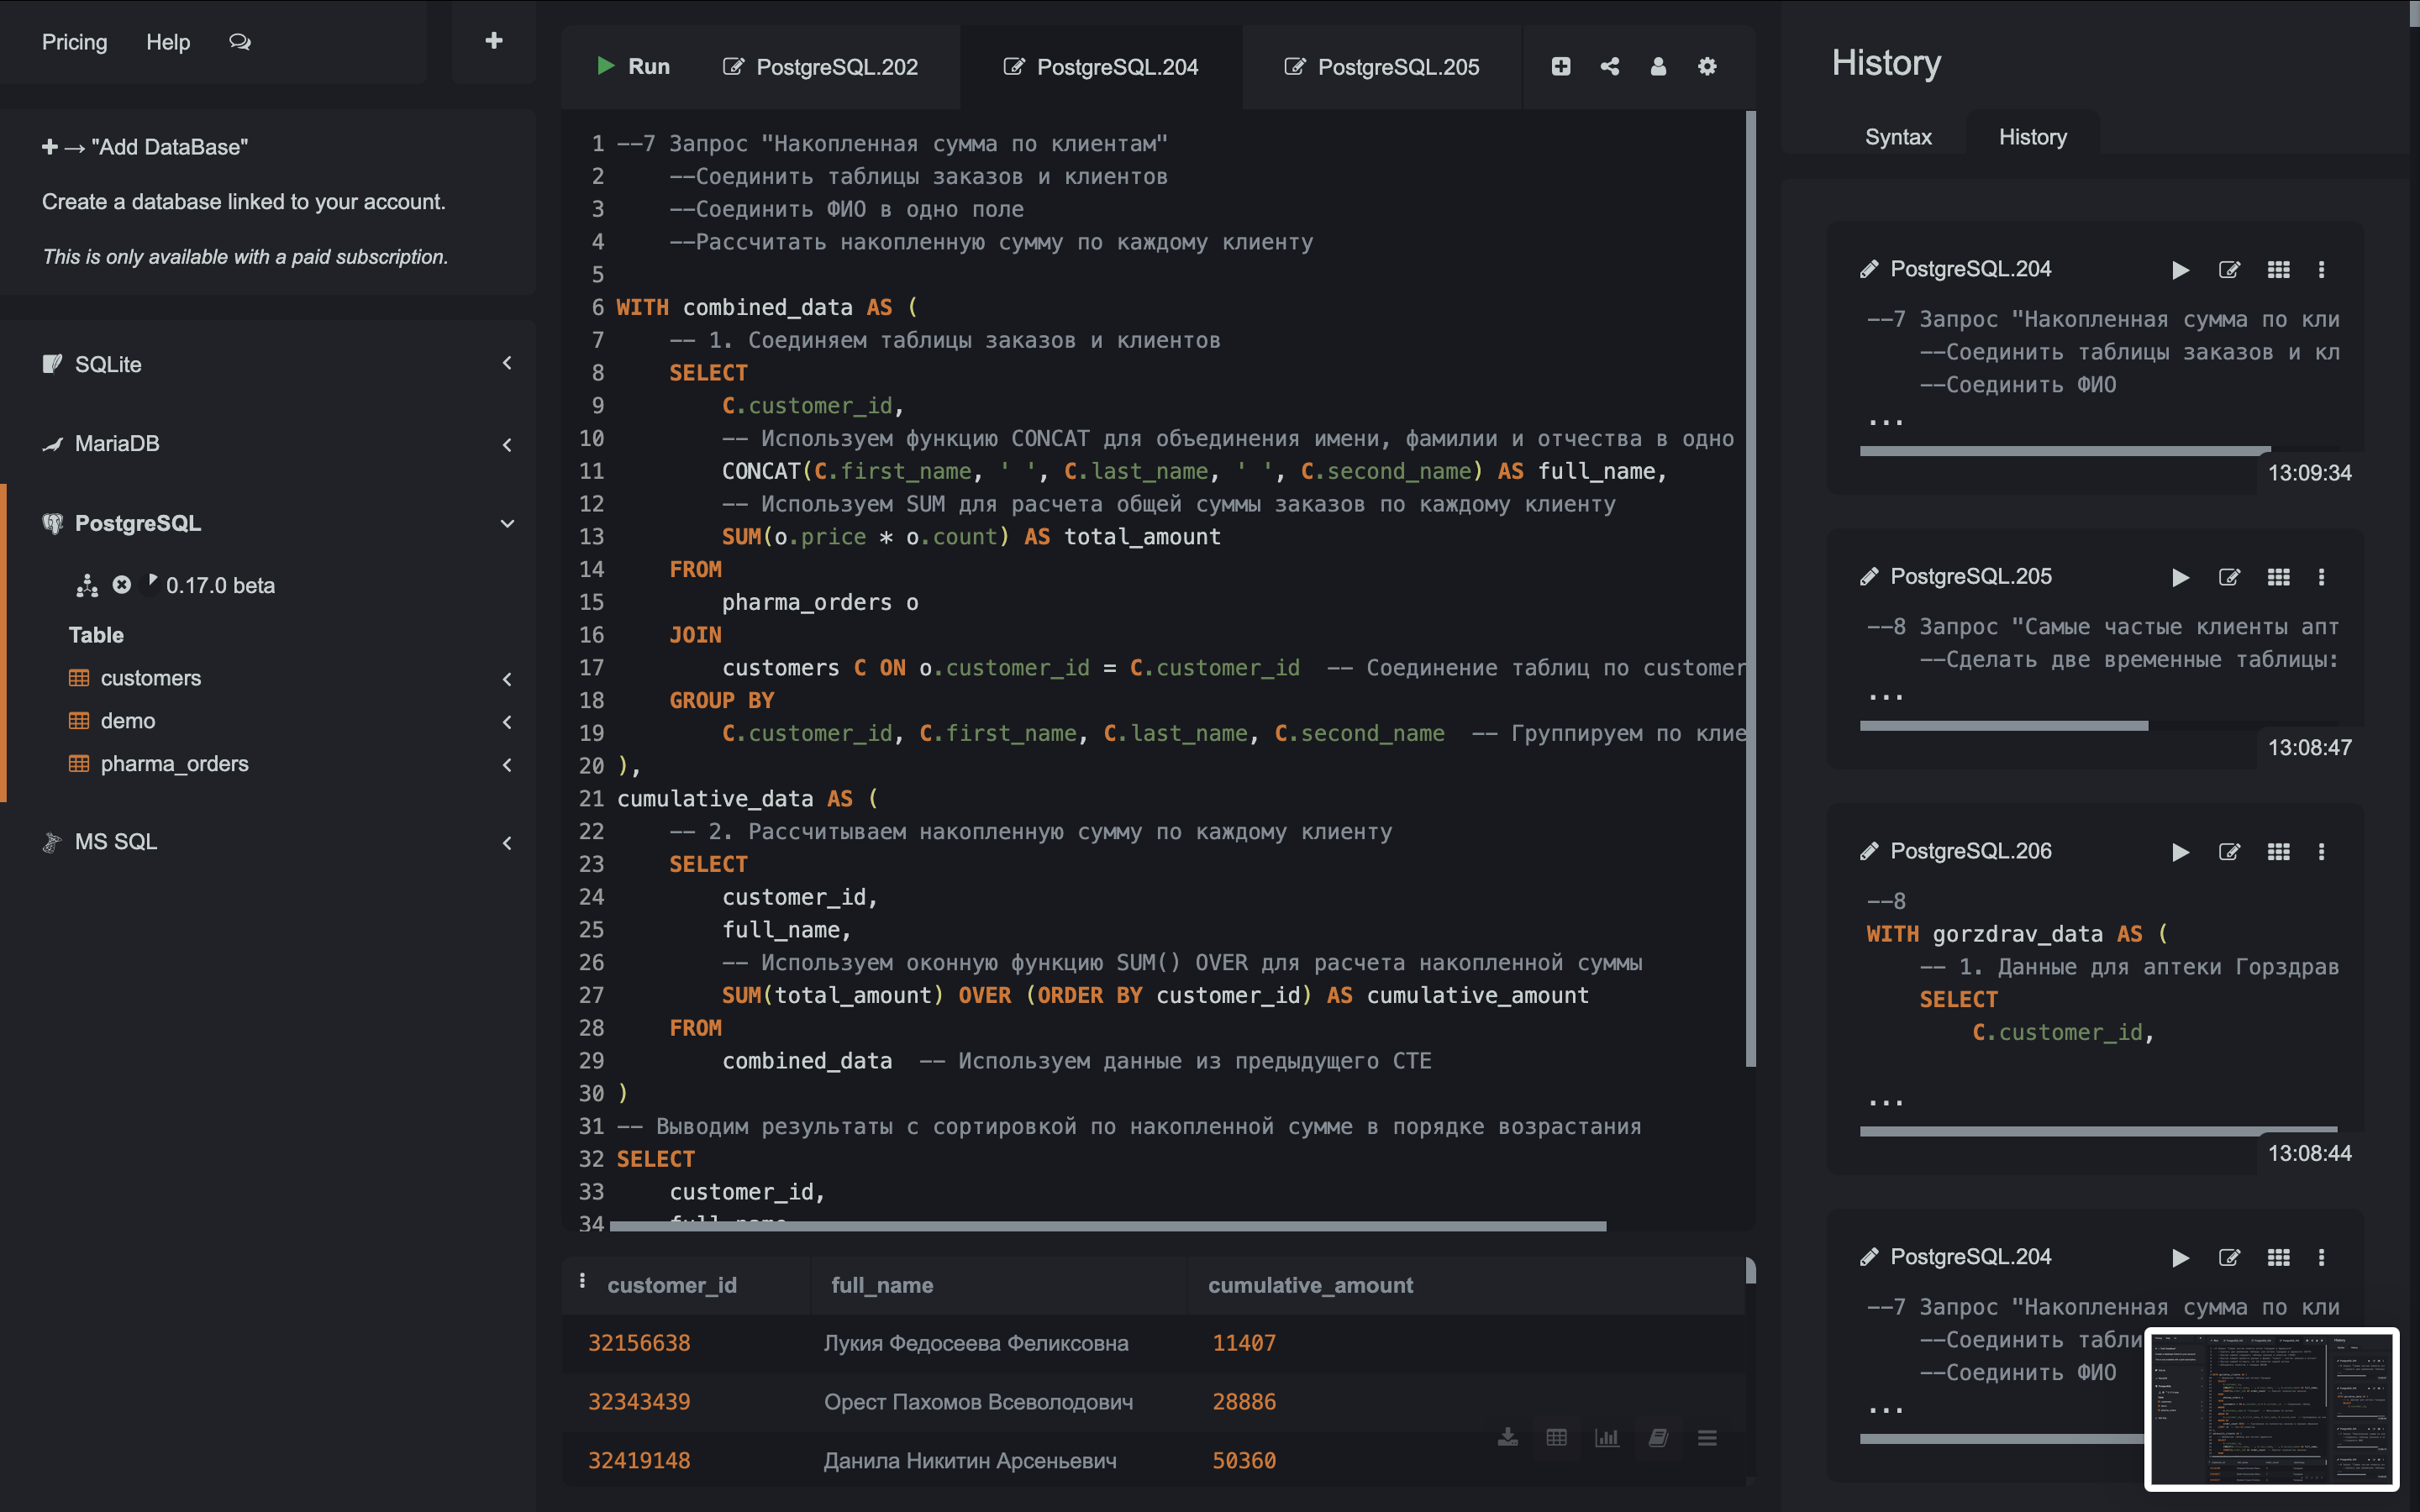 Pricing
Help
+ → "Add DataBase"
Create a database linked to your account.
This is only available with a paid subscription.
SQLite
MariaDB
PostgreSQL
0.17.0 beta
Table
customers
demo
pharma_orders
MS SQL
Run
PostgreSQL.202
PostgreSQL.204
PostgreSQL.205
1 --7 Запрос "Накопленная сумма по клиентам"
2 --Соединить таблицы заказов и клиентов
3 --Соединить ФИО в одно поле
4 --Рассчитать накопленную сумму по каждому клиенту
5
6 WITH combined_data AS (
7 -- 1. Соединяем таблицы заказов и клиентов
8 SELECT
9 C.customer_id,
10 -- Используем функцию CONCAT для объединения имени, фамилии и отчества в одно
11 CONCAT(C.first_name, ' ', C.last_name, ' ', C.second_name) AS full_name,
12 -- Используем SUM для расчета общей суммы заказов по каждому клиенту
13 SUM(o.price * o.count) AS total_amount
14 FROM
15 pharma_orders o
16 JOIN
17 customers C ON o.customer_id = C.customer_id -- Соединение таблиц по customer
18 GROUP BY
19 C.customer_id, C.first_name, C.last_name, C.second_name -- Группируем по клие
20 ),
21 cumulative_data AS (
22 -- 2. Рассчитываем накопленную сумму по каждому клиенту
23 SELECT
24 customer_id,
25 full_name,
26 -- Используем оконную функцию SUM() OVER для расчета накопленной суммы
27 SUM(total_amount) OVER (ORDER BY customer_id) AS cumulative_amount
28 FROM
29 combined_data -- Используем данные из предыдущего CTE
30 )
31 -- Выводим результаты с сортировкой по накопленной сумме в порядке возрастания
32 SELECT
33 customer_id,
34
customer_id full_name cumulative_amount
32156638 Лукия Федосеева Феликсовна 11407
32343439 Орест Пахомов Всеволодович 28886
32419148 Данила Никитин Арсеньевич 50360
History
Syntax
History
PostgreSQL.204
--7 Запрос "Накопленная сумма по кли
--Соединить таблицы заказов и кл
--Соединить ФИО
...
13:09:34
PostgreSQL.205
--8 Запрос "Самые частые клиенты апт
--Сделать две временные таблицы:
...
13:08:47
PostgreSQL.206
--8
WITH gorzdrav_data AS (
-- 1. Данные для аптеки Горздрав
SELECT
C.customer_id,
...
13:08:44
PostgreSQL.204
--7 Запрос "Накопленная сумма по кли
--Соединить табли
--Соединить ФИО
...